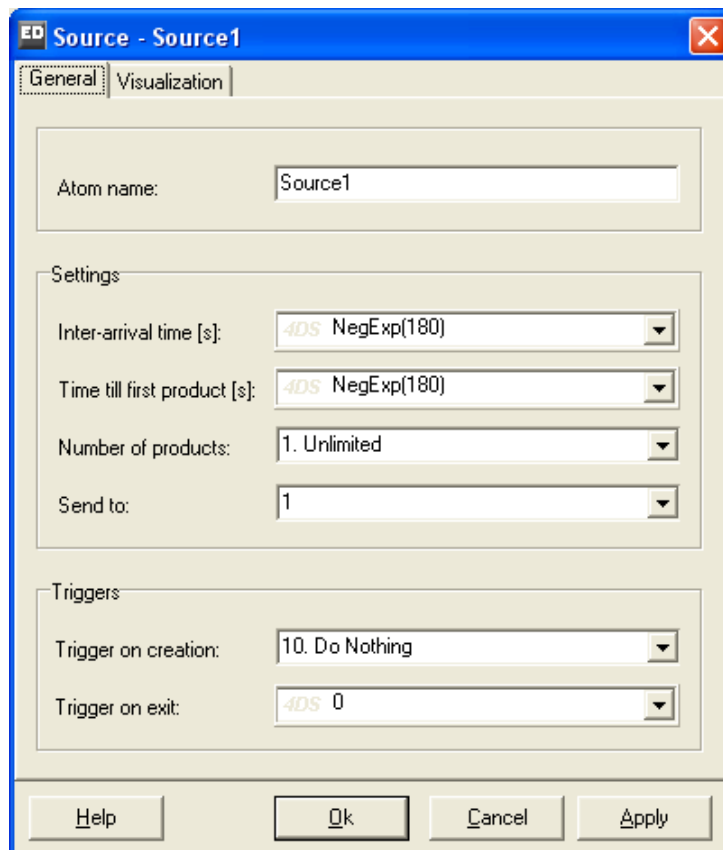 ED Source - Source1
General Visualization
Atom name: Source1
Settings
Inter-arrival time [s]: 4DS NegExp(180)
Time till first product [s]: 4DS NegExp(180)
Number of products: 1. Unlimited
Send to: 1
Triggers
Trigger on creation: 10. Do Nothing
Trigger on exit: 4DS 0
Help Ok Cancel Apply